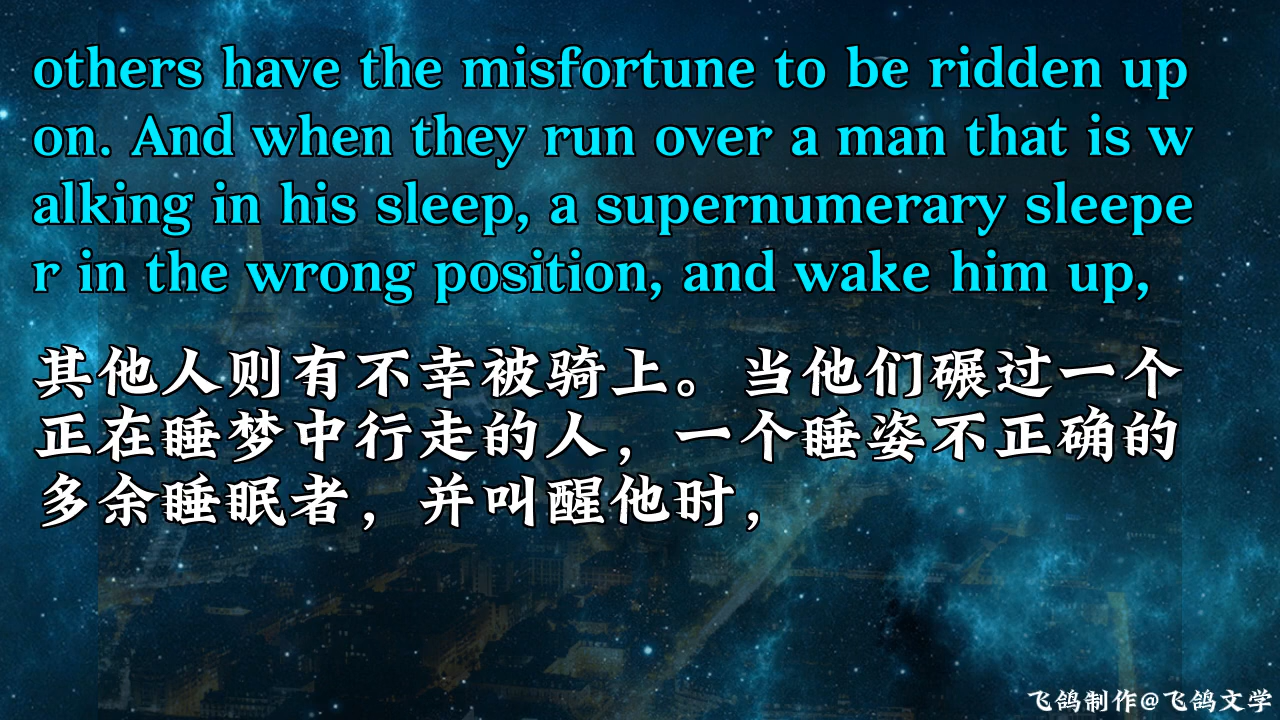 others have the misfortune to be ridden up
on. And when they run over a man that is w
alking in his sleep, a supernumerary sleepe
r in the wrong position, and wake him up,
其他人则有不幸被骑上。当他们碾过一个
正在睡梦中行走的人，一个睡姿不正确的
多余睡眠者，并叫醒他时，
飞鸽制作@飞鸽文学